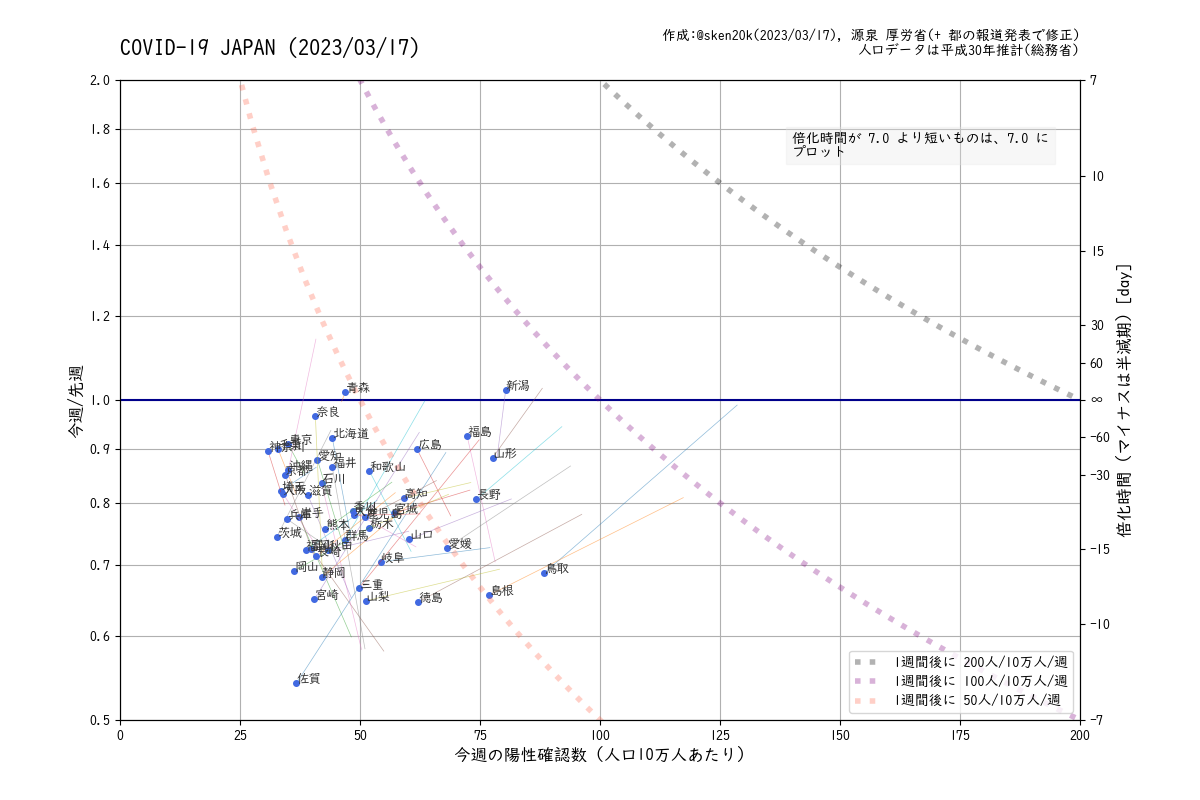 COVID-19 JAPAN (2023/03/17)
作成:@sken20k(2023/03/17), 源泉 厚労省(+ 都の報道発表で修正)
人口データは平成30年推計(総務省)
倍化時間が 7.0 より短いものは、7.0 に
プロット
2.0
1.8
1.6
1.4
1.2
1.0
0.9
0.8
0.7
0.6
0.5
今週/先週
7
10
15
30
60
∞
-60
-30
-15
-10
-7
倍化時間 (マイナスは半減期) [day]
青森
新潟
奈良
北海道
福島
東京
広島
山形
愛知
福井
和歌山
沖縄
京都
石川
埼玉
大阪
滋賀
高知
長野
香川
大分
鹿児島
宮城
兵庫
岩手
熊本
栃木
茨城
群馬
山口
愛媛
秋田
長崎
岐阜
岡山
静岡
鳥取
三重
宮崎
山梨
徳島
島根
佐賀
1週間後に 200人/10万人/週
1週間後に 100人/10万人/週
1週間後に 50人/10万人/週
0
25
50
75
100
125
150
175
200
今週の陽性確認数 (人口10万人あたり)